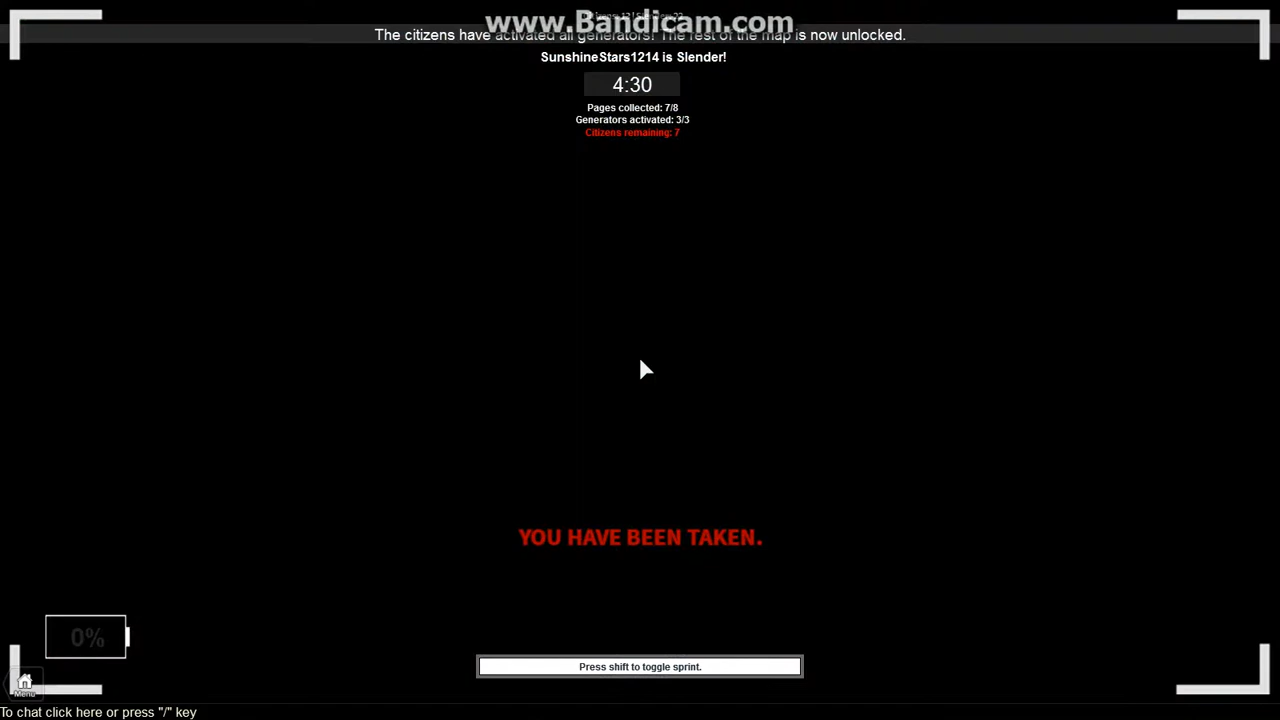 www.Bandicam.com
The citizens have activated all generators! The rest of the map is now unlocked.
SunshineStars1214 is Slender!
4:30
Pages collected: 7/8
Generators activated: 3/3
Citizens remaining: 7
YOU HAVE BEEN TAKEN.
0%
Press shift to toggle sprint.
Menu
To chat click here or press "/" key